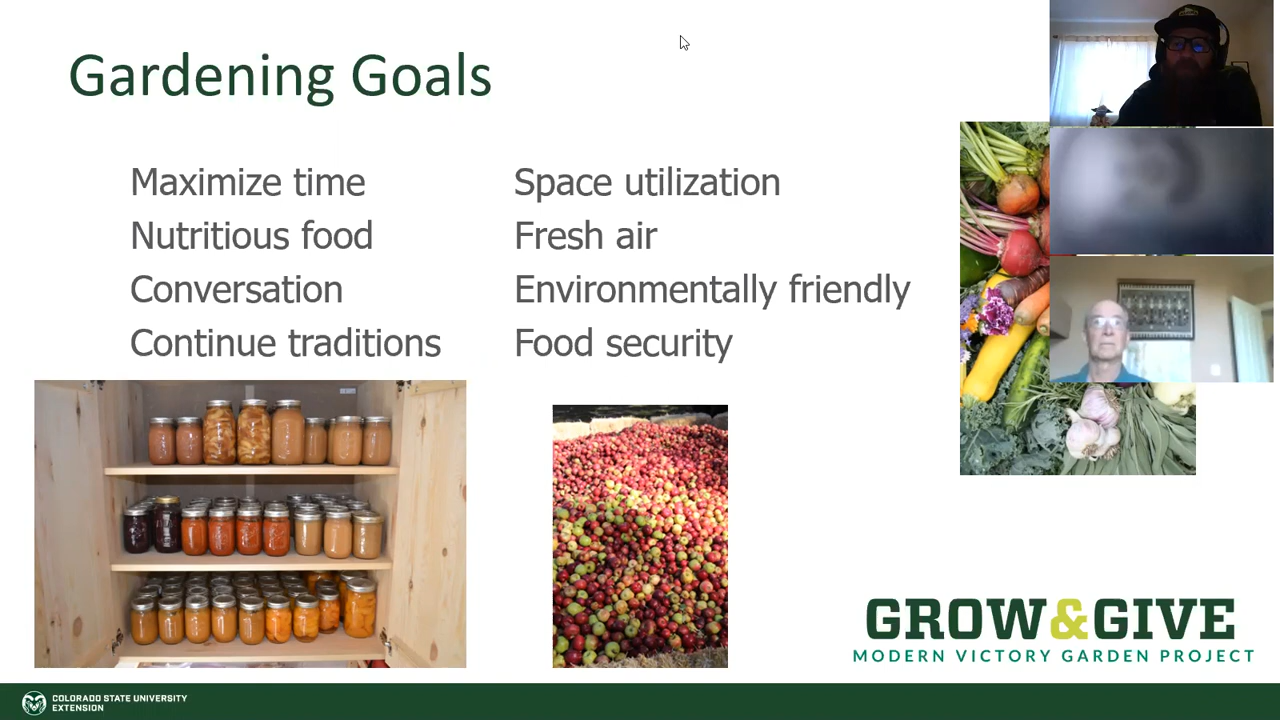 Gardening Goals
Maximize time
Nutritious food
Conversation
Continue traditions
Space utilization
Fresh air
Environmentally friendly
Food security
GROW&GIVE
MODERN VICTORY GARDEN PROJECT
COLORADO STATE UNIVERSITY
EXTENSION